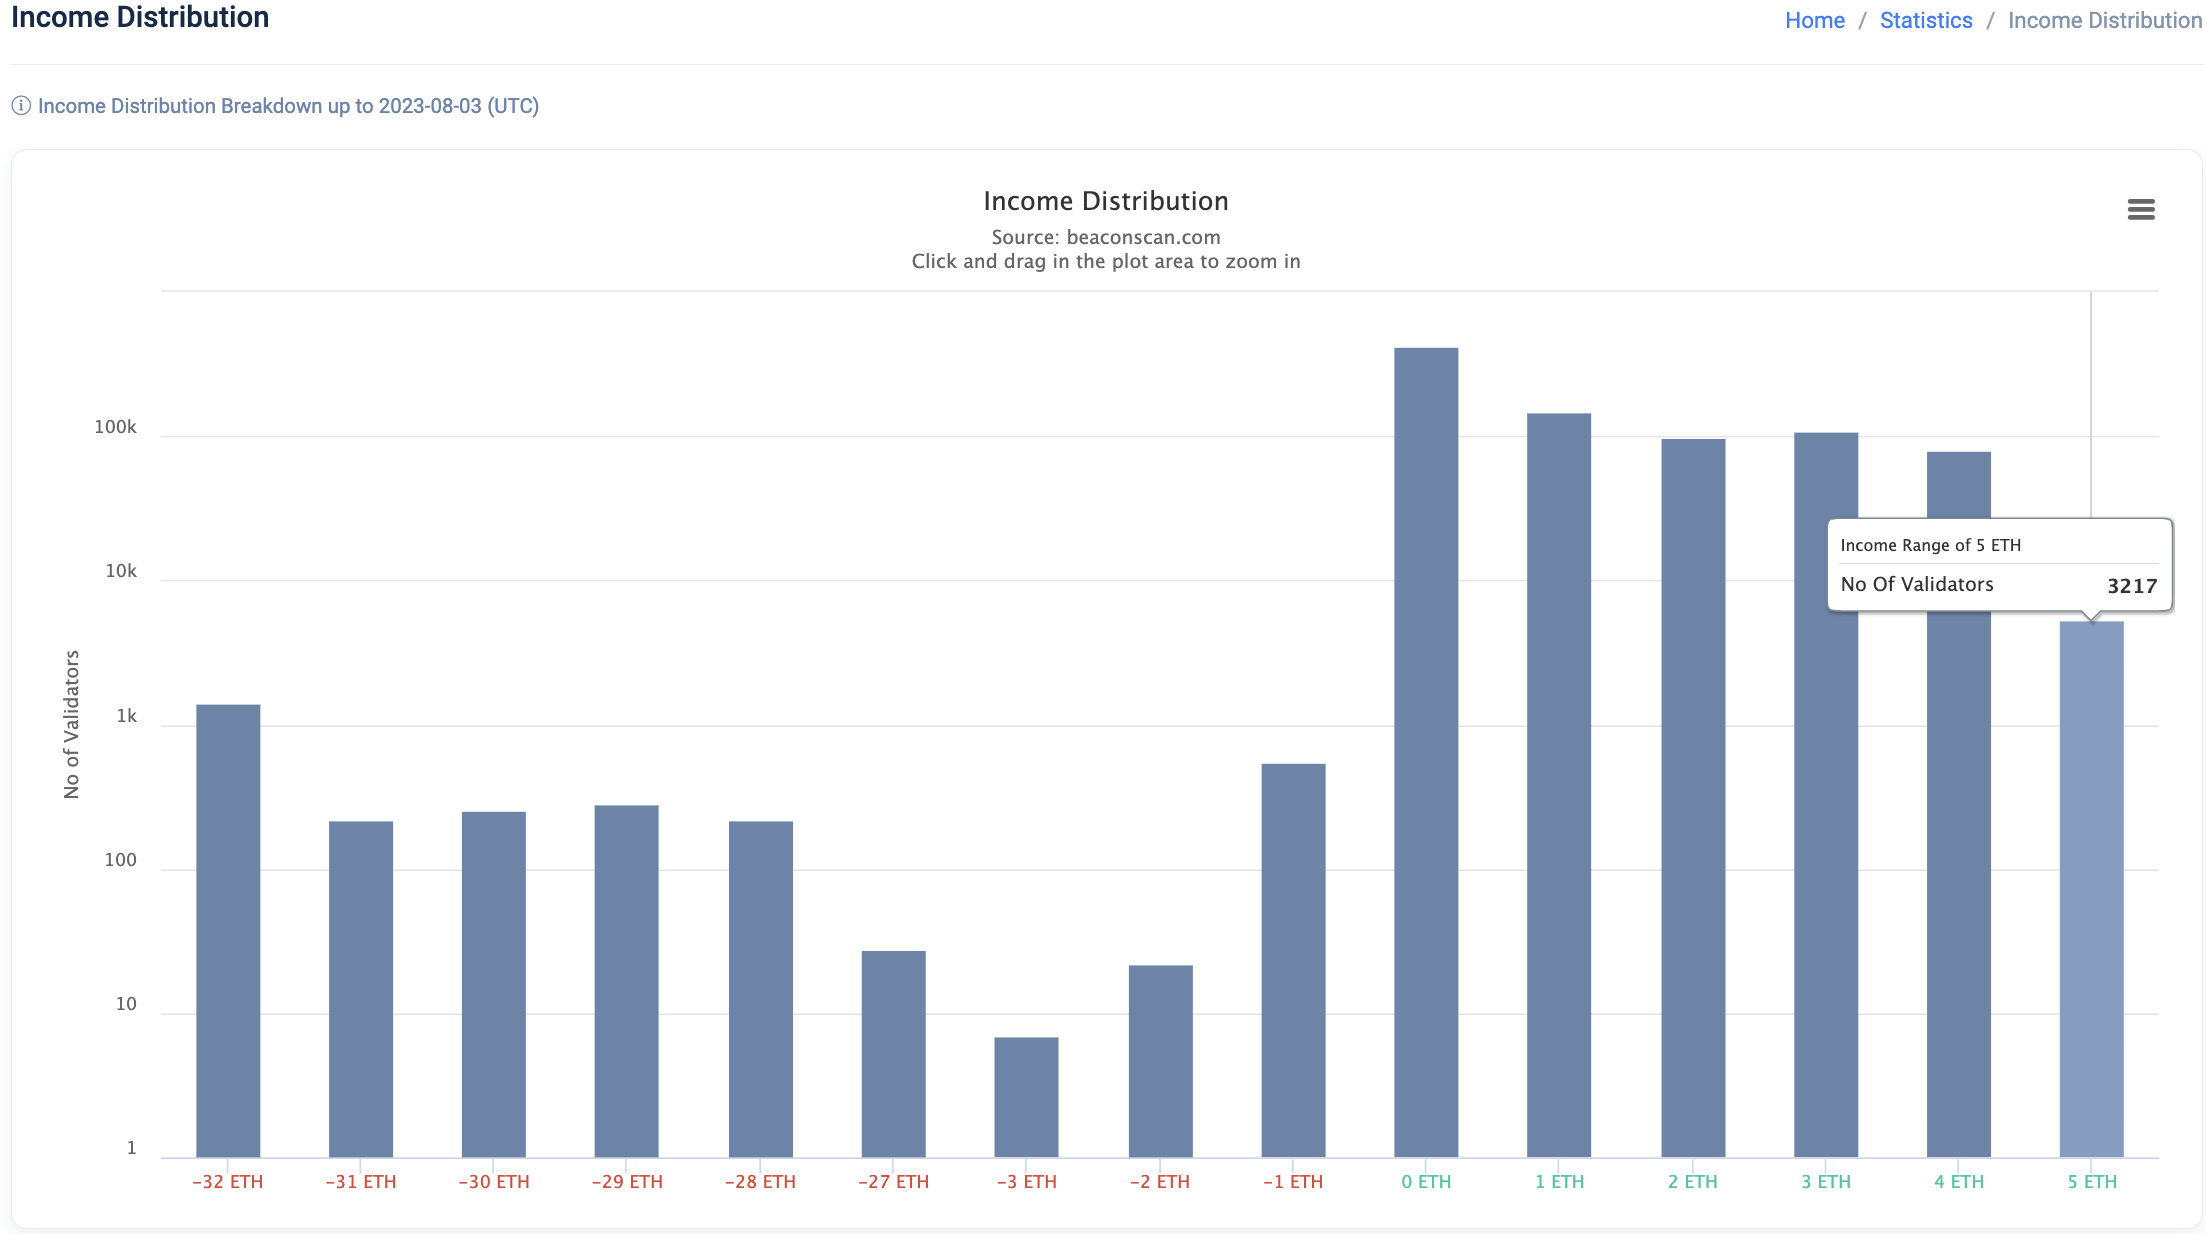 Income Distribution
Home / Statistics / Income Distribution
Income Distribution Breakdown up to 2023-08-03 (UTC)
Income Distribution
Source: beaconscan.com
Click and drag in the plot area to zoom in
No of Validators
100k
10k
1k
100
10
1
Income Range of 5 ETH
No Of Validators 3217
-32 ETH -31 ETH -30 ETH -29 ETH -28 ETH -27 ETH -3 ETH -2 ETH -1 ETH 0 ETH 1 ETH 2 ETH 3 ETH 4 ETH 5 ETH